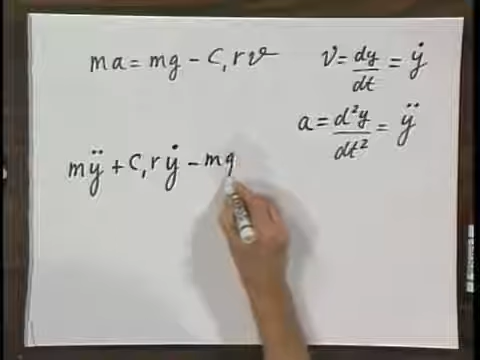 ma = mg - C₁rv
v = dy/dt = ẏ
a = d²y/dt² = ÿ
mÿ + C₁rẏ - mg